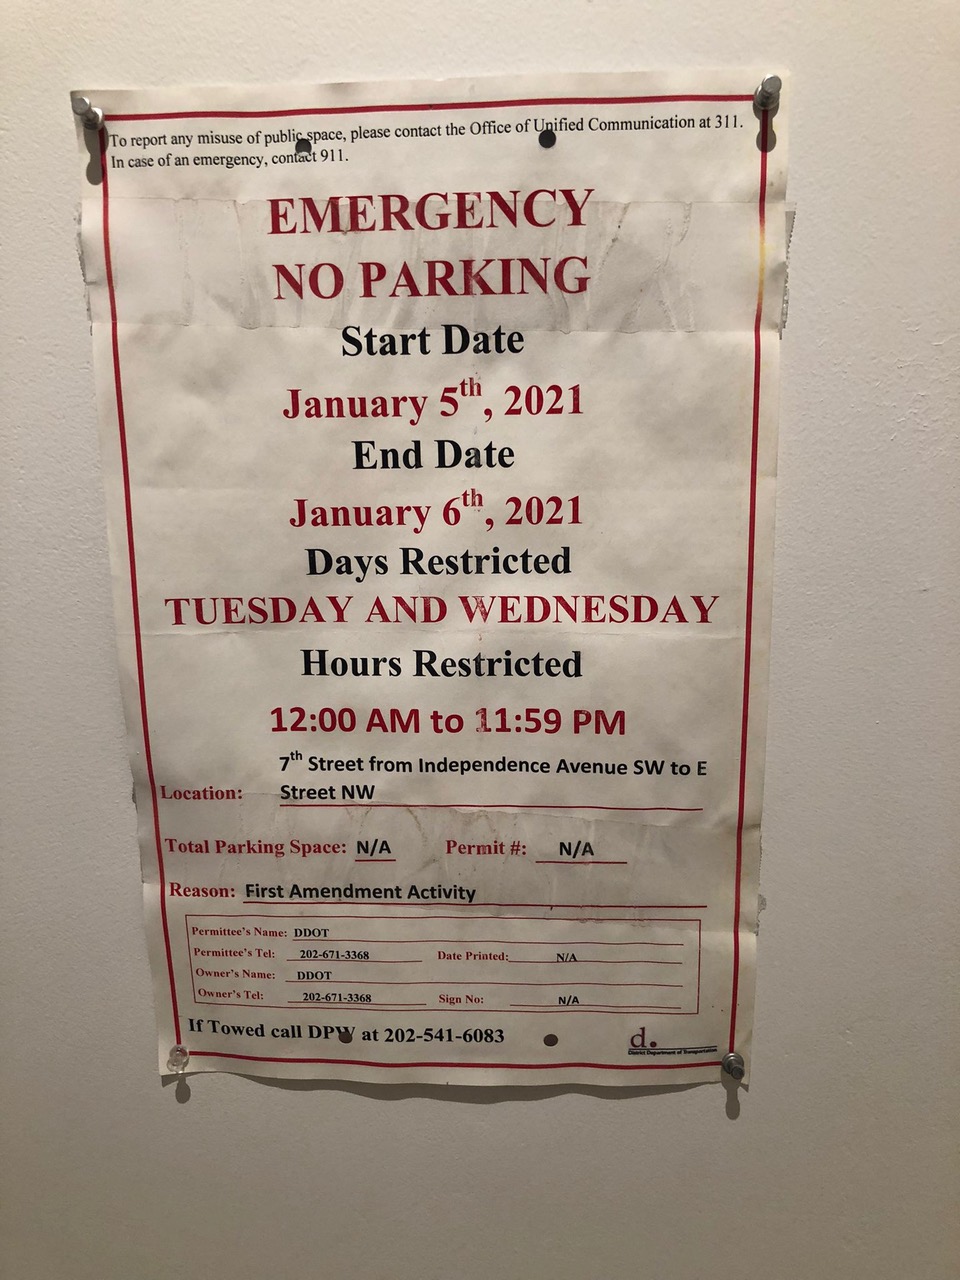 To report any misuse of public space, please contact the Office of Unified Communication at 311.
In case of an emergency, contact 911.
EMERGENCY
NO PARKING
Start Date
January 5th, 2021
End Date
January 6th, 2021
Days Restricted
TUESDAY AND WEDNESDAY
Hours Restricted
12:00 AM to 11:59 PM
7th Street from Independence Avenue SW to E
Location: Street NW
Total Parking Space: N/A Permit #: N/A
Reason: First Amendment Activity
Permittee's Name: DDOT
Permittee's Tel: 202-671-3368 Date Printed: N/A
Owner's Name: DDOT
Owner's Tel: 202-671-3368 Sign No: N/A
If Towed call DPW at 202-541-6083
d.
District Department of Transportation